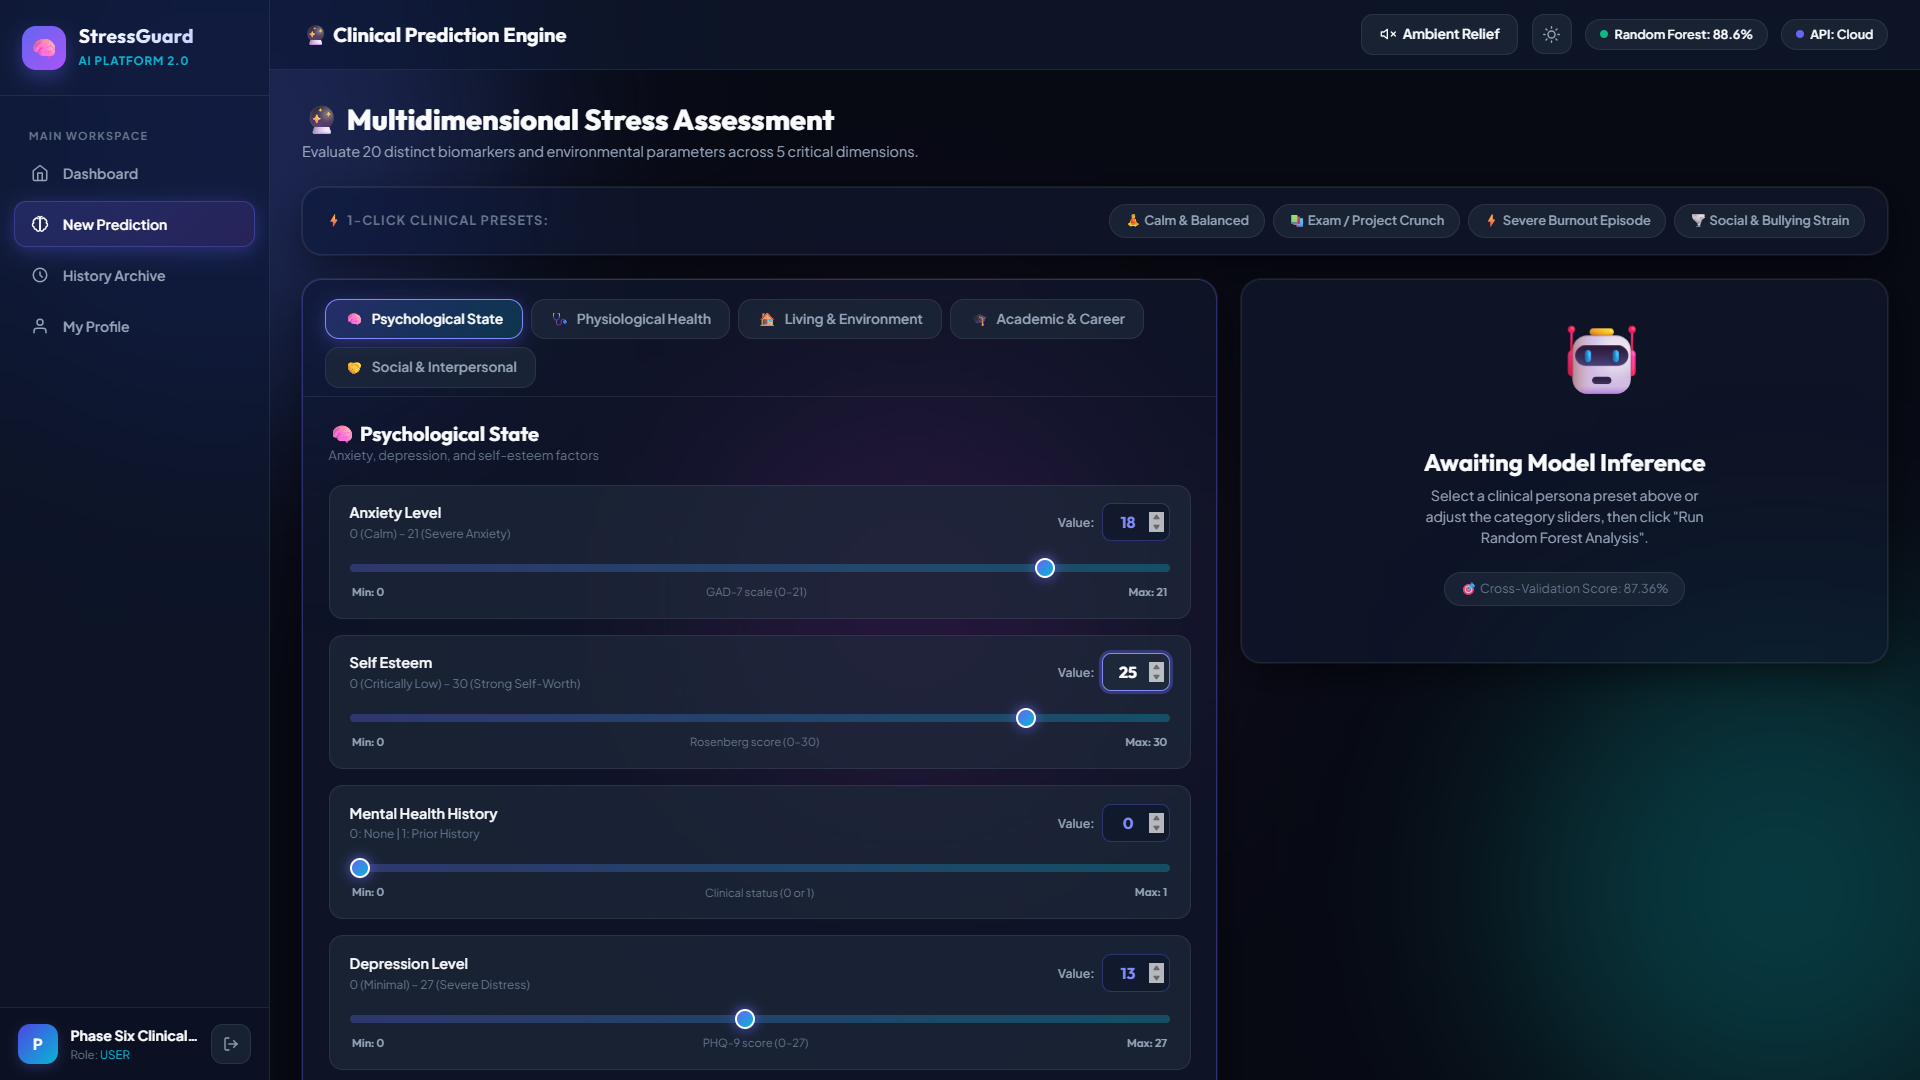 StressGuard
AI PLATFORM 2.0
MAIN WORKSPACE
Dashboard
New Prediction
History Archive
My Profile
P
Phase Six Clinical...
Role: USER
Clinical Prediction Engine
Ambient Relief
Random Forest: 88.6%
API: Cloud
Multidimensional Stress Assessment
Evaluate 20 distinct biomarkers and environmental parameters across 5 critical dimensions.
1-CLICK CLINICAL PRESETS:
Calm & Balanced
Exam / Project Crunch
Severe Burnout Episode
Social & Bullying Strain
Psychological State
Physiological Health
Living & Environment
Academic & Career
Social & Interpersonal
Psychological State
Anxiety, depression, and self-esteem factors
Anxiety Level
0 (Calm) - 21 (Severe Anxiety)
Value: 18
Min: 0
GAD-7 scale (0-21)
Max: 21
Self Esteem
0 (Critically Low) - 30 (Strong Self-Worth)
Value: 25
Min: 0
Rosenberg score (0-30)
Max: 30
Mental Health History
0: None | 1: Prior History
Value: 0
Min: 0
Clinical status (0 or 1)
Max: 1
Depression Level
0 (Minimal) - 27 (Severe Distress)
Value: 13
Min: 0
PHQ-9 score (0-27)
Max: 27
Awaiting Model Inference
Select a clinical persona preset above or
adjust the category sliders, then click "Run
Random Forest Analysis".
Cross-Validation Score: 87.36%